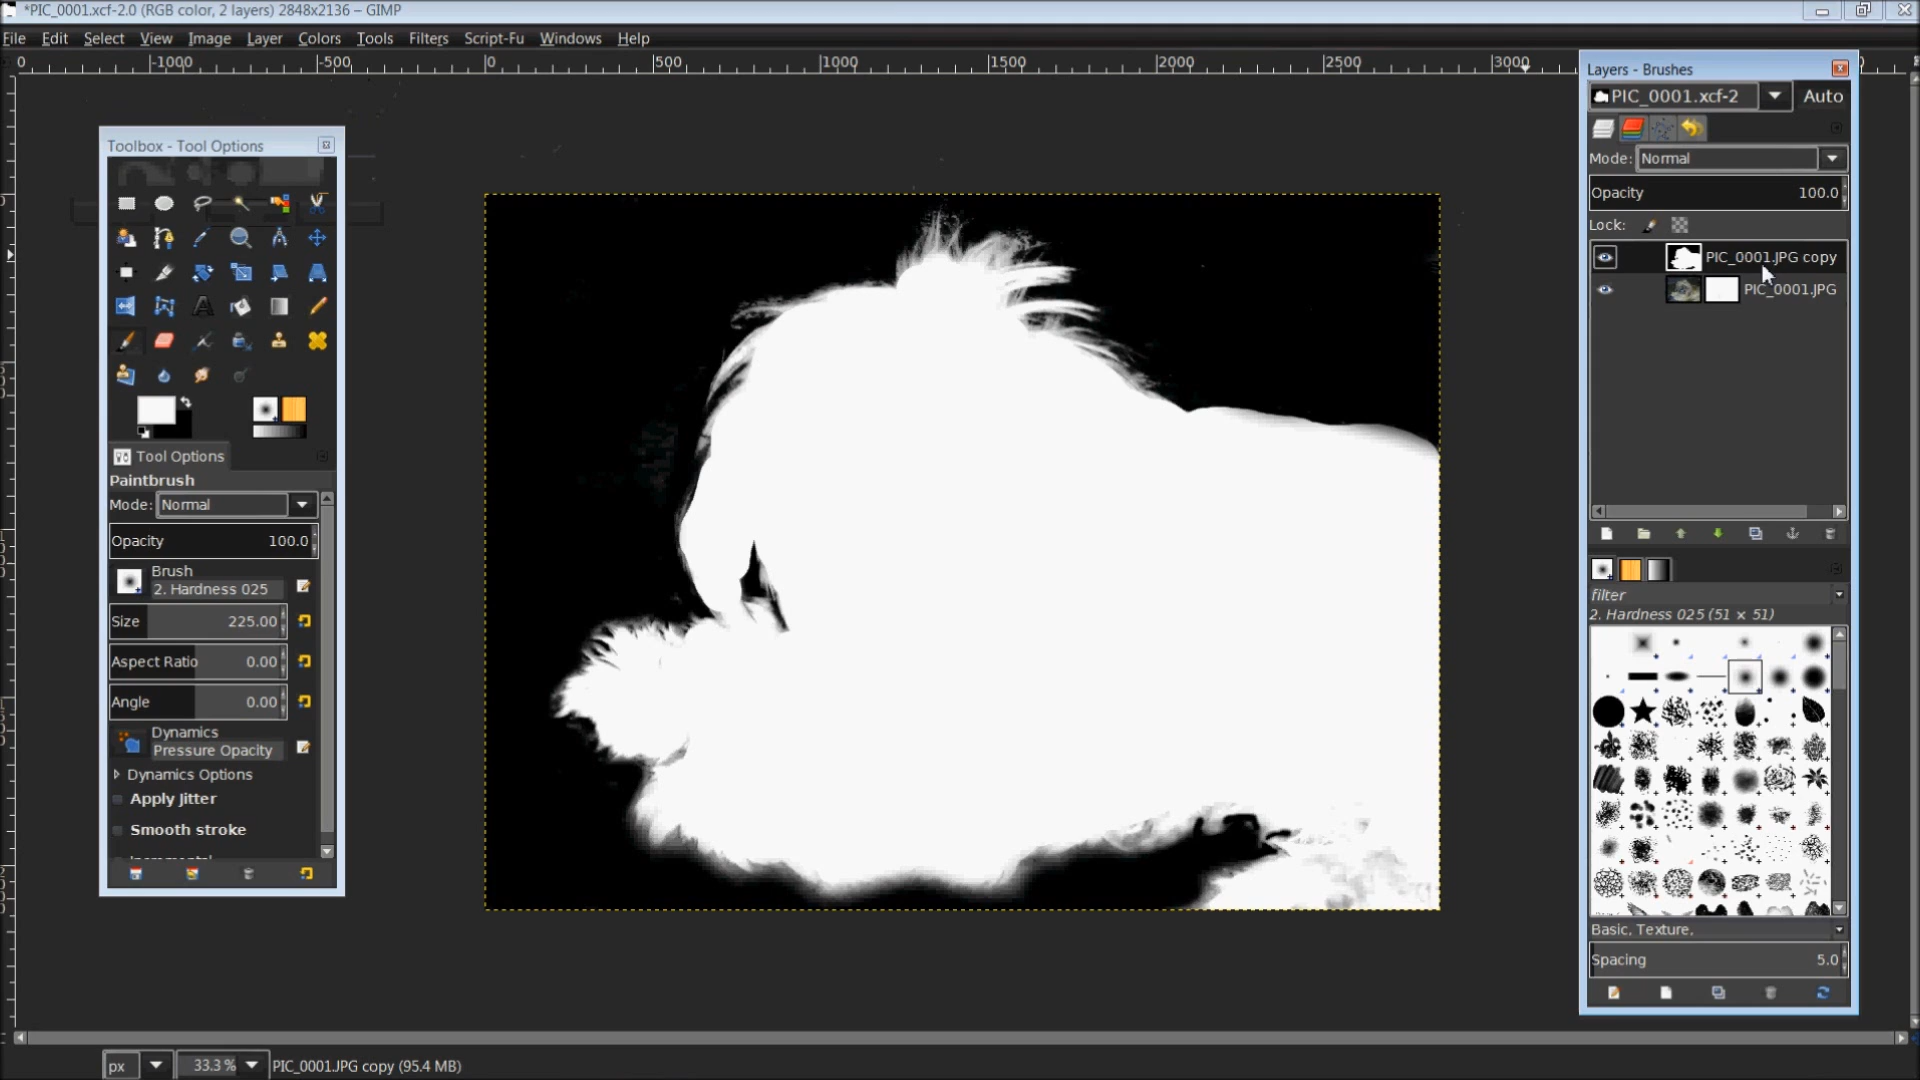 *PIC_0001.xcf-2.0 (RGB color, 2 layers) 2848x2136 – GIMP
File Edit Select View Image Layer Colors Tools Filters Script-Fu Windows Help
0 -1000 -500 0 500 1000 1500 2000 2500 3000
Toolbox - Tool Options
Tool Options
Paintbrush
Mode: Normal
Opacity 100.0
Brush
2. Hardness 025
Size 225.00
Aspect Ratio 0.00
Angle 0.00
Dynamics
Pressure Opacity
Dynamics Options
Apply Jitter
Smooth stroke
Layers - Brushes
PIC_0001.xcf-2 Auto
Mode: Normal
Opacity 100.0
Lock:
PIC_0001.JPG copy
PIC_0001.JPG
filter
2. Hardness 025 (51 × 51)
Basic, Texture,
Spacing 5.0
px 33.3 % PIC_0001.JPG copy (95.4 MB)